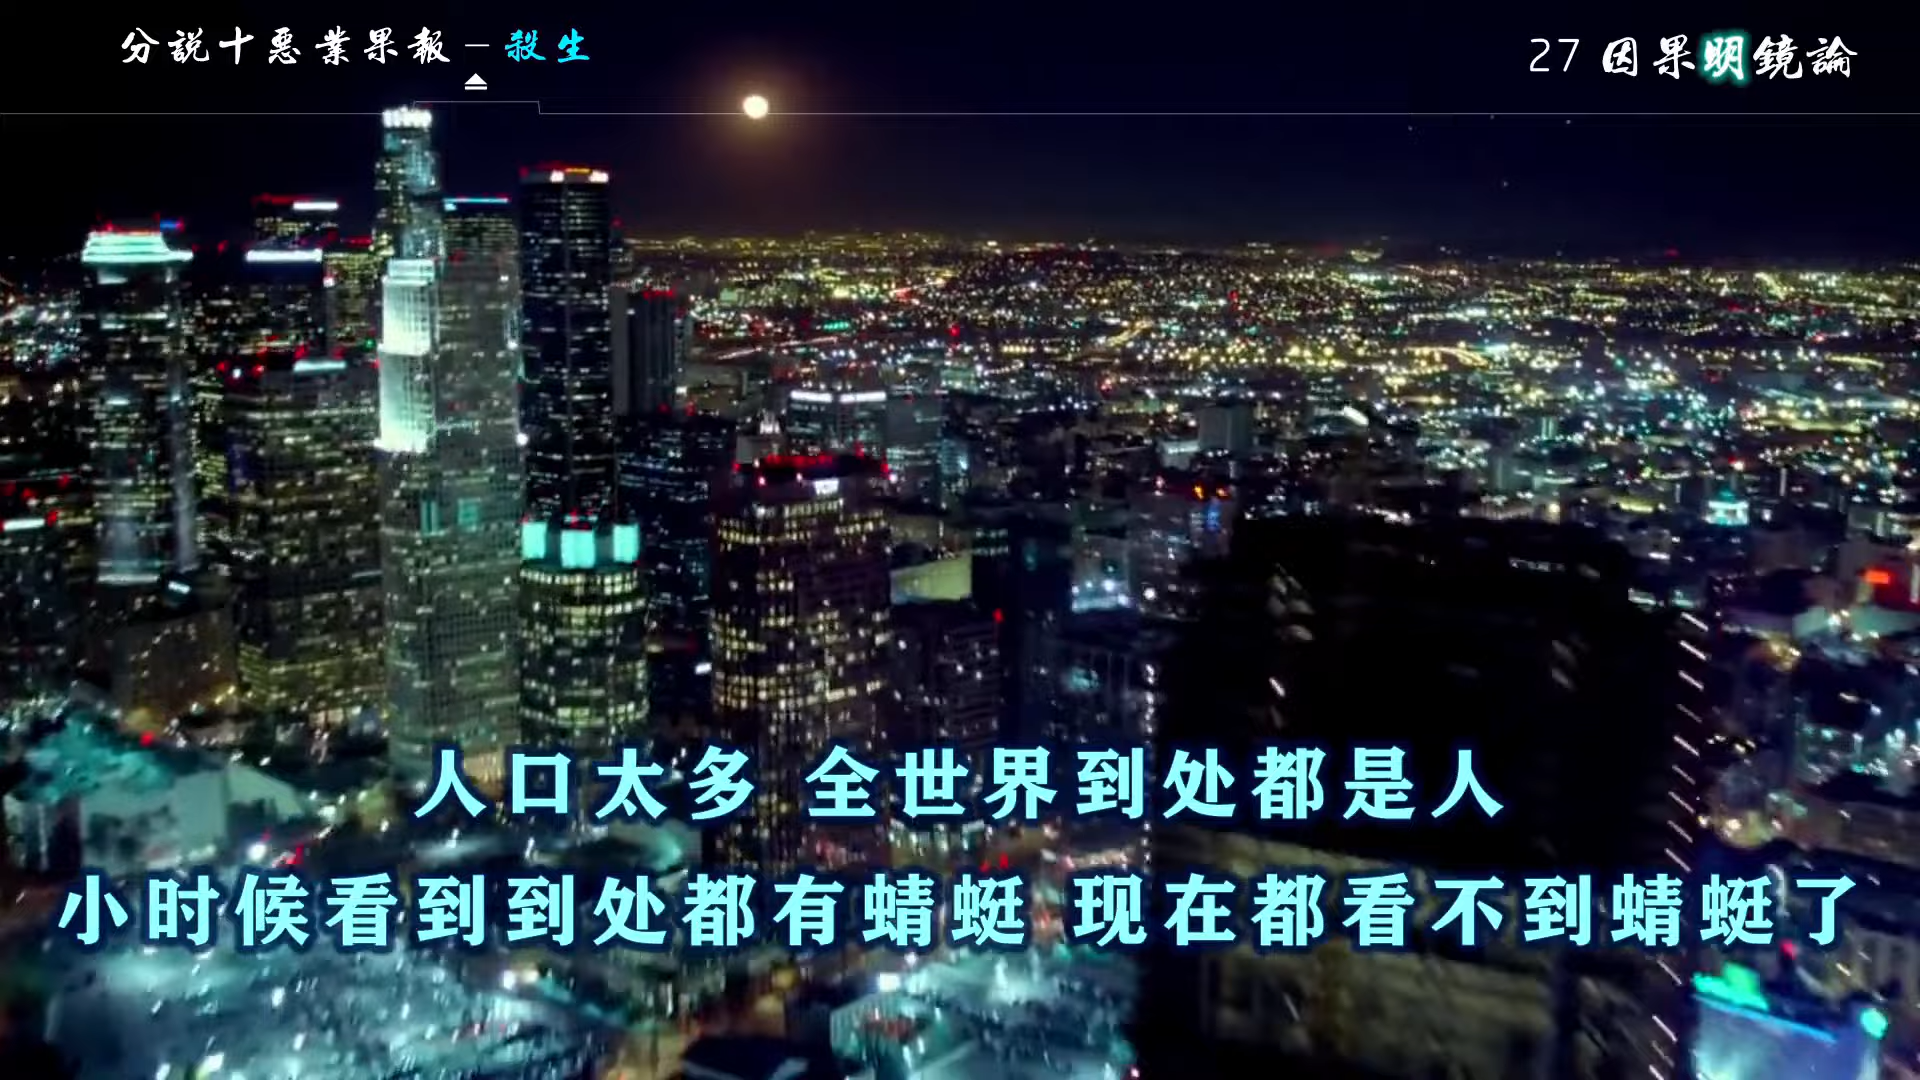 分説十惡業果報－殺生
27 因果明鏡論
人口太多 全世界到处都是人
小时候看到到处都有蜻蜓 现在都看不到蜻蜓了